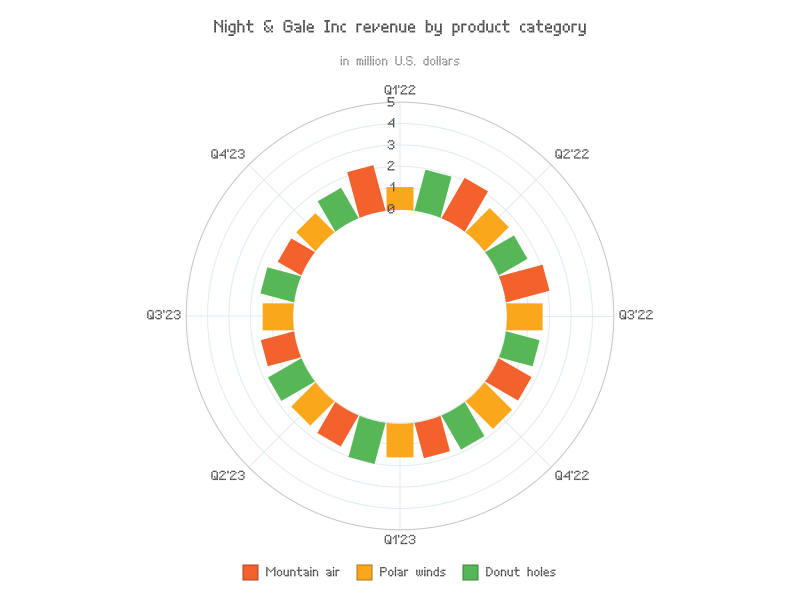 Night & Gale Inc revenue by product category
in million U.S. dollars
Q1'22
5
4
3
2
1
0
Q2'22
Q3'22
Q4'22
Q1'23
Q2'23
Q3'23
Q4'23
Mountain air
Polar winds
Donut holes